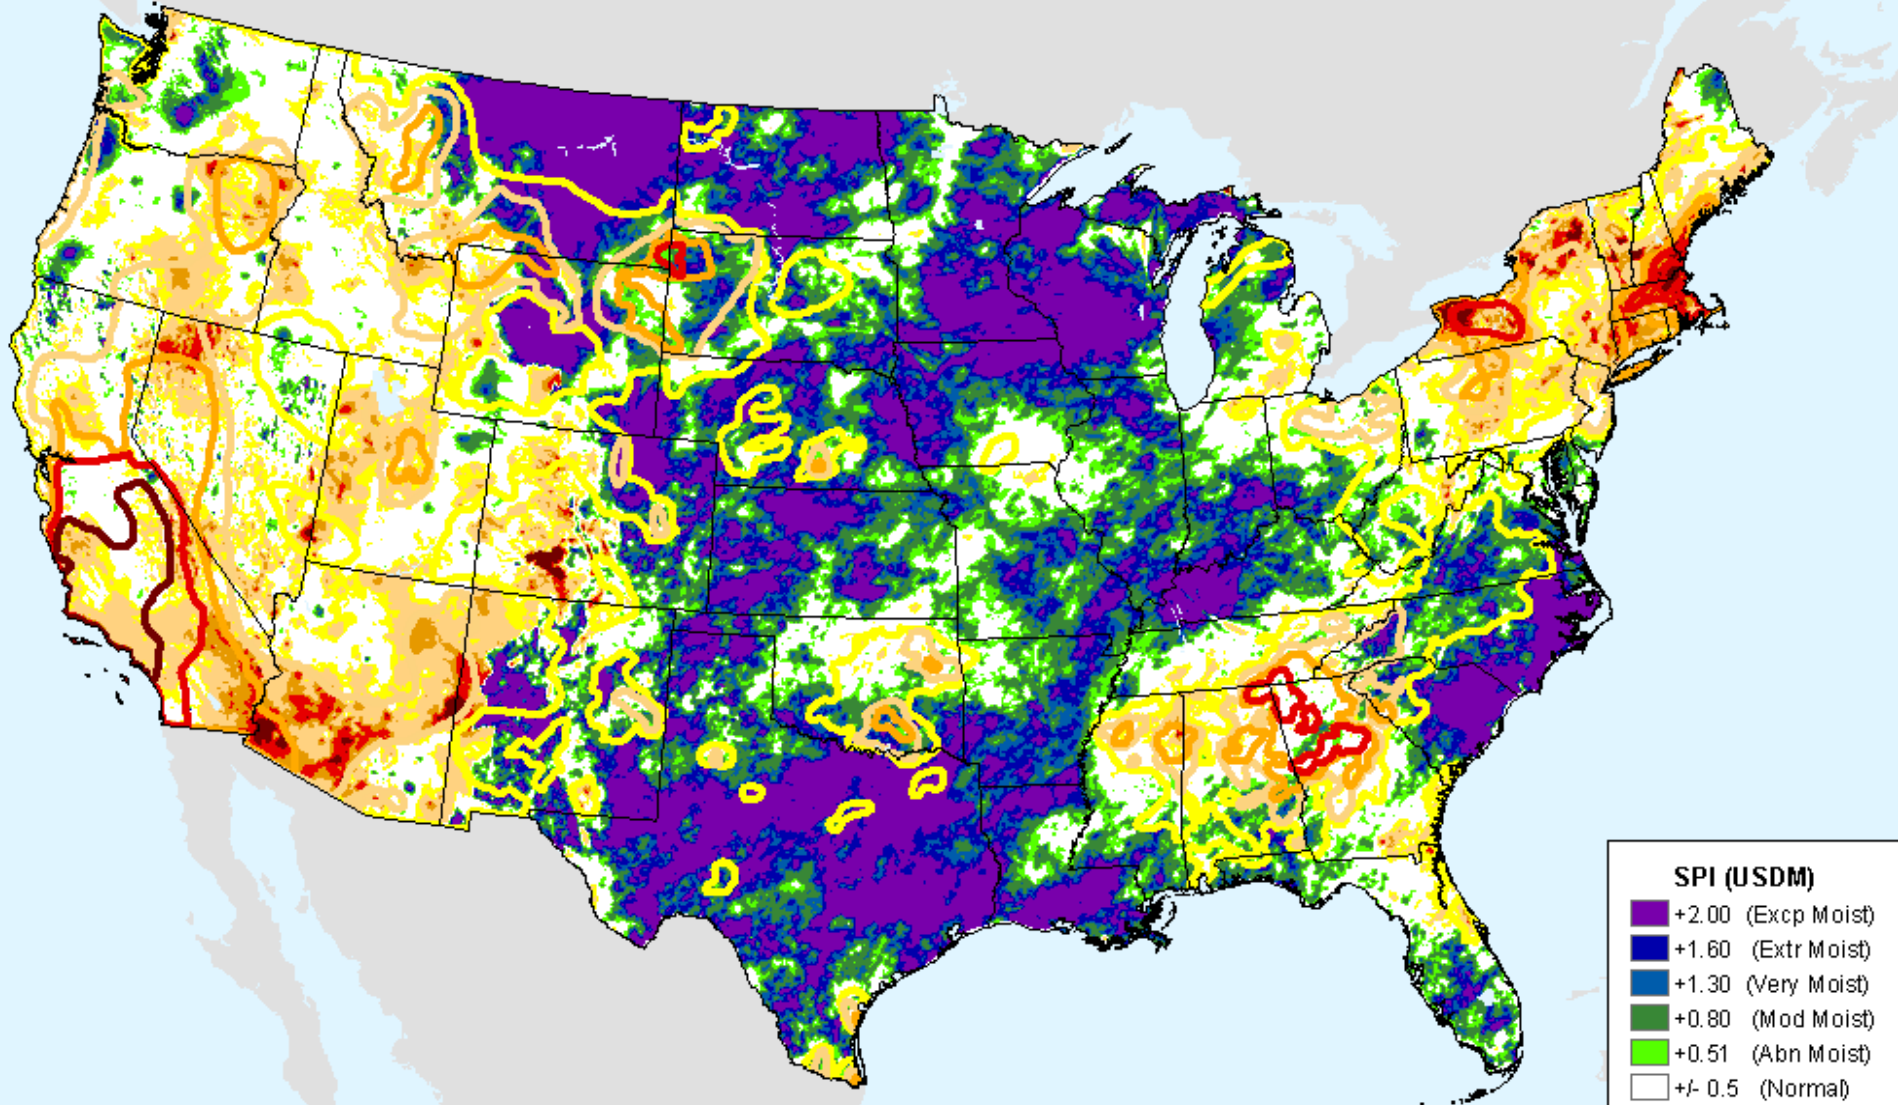 SPI (USDM)
+2.00 (Excp Moist)
+1.60 (Extr Moist)
+1.30 (Very Moist)
+0.80 (Mod Moist)
+0.51 (Abn Moist)
+/- 0.5 (Normal)